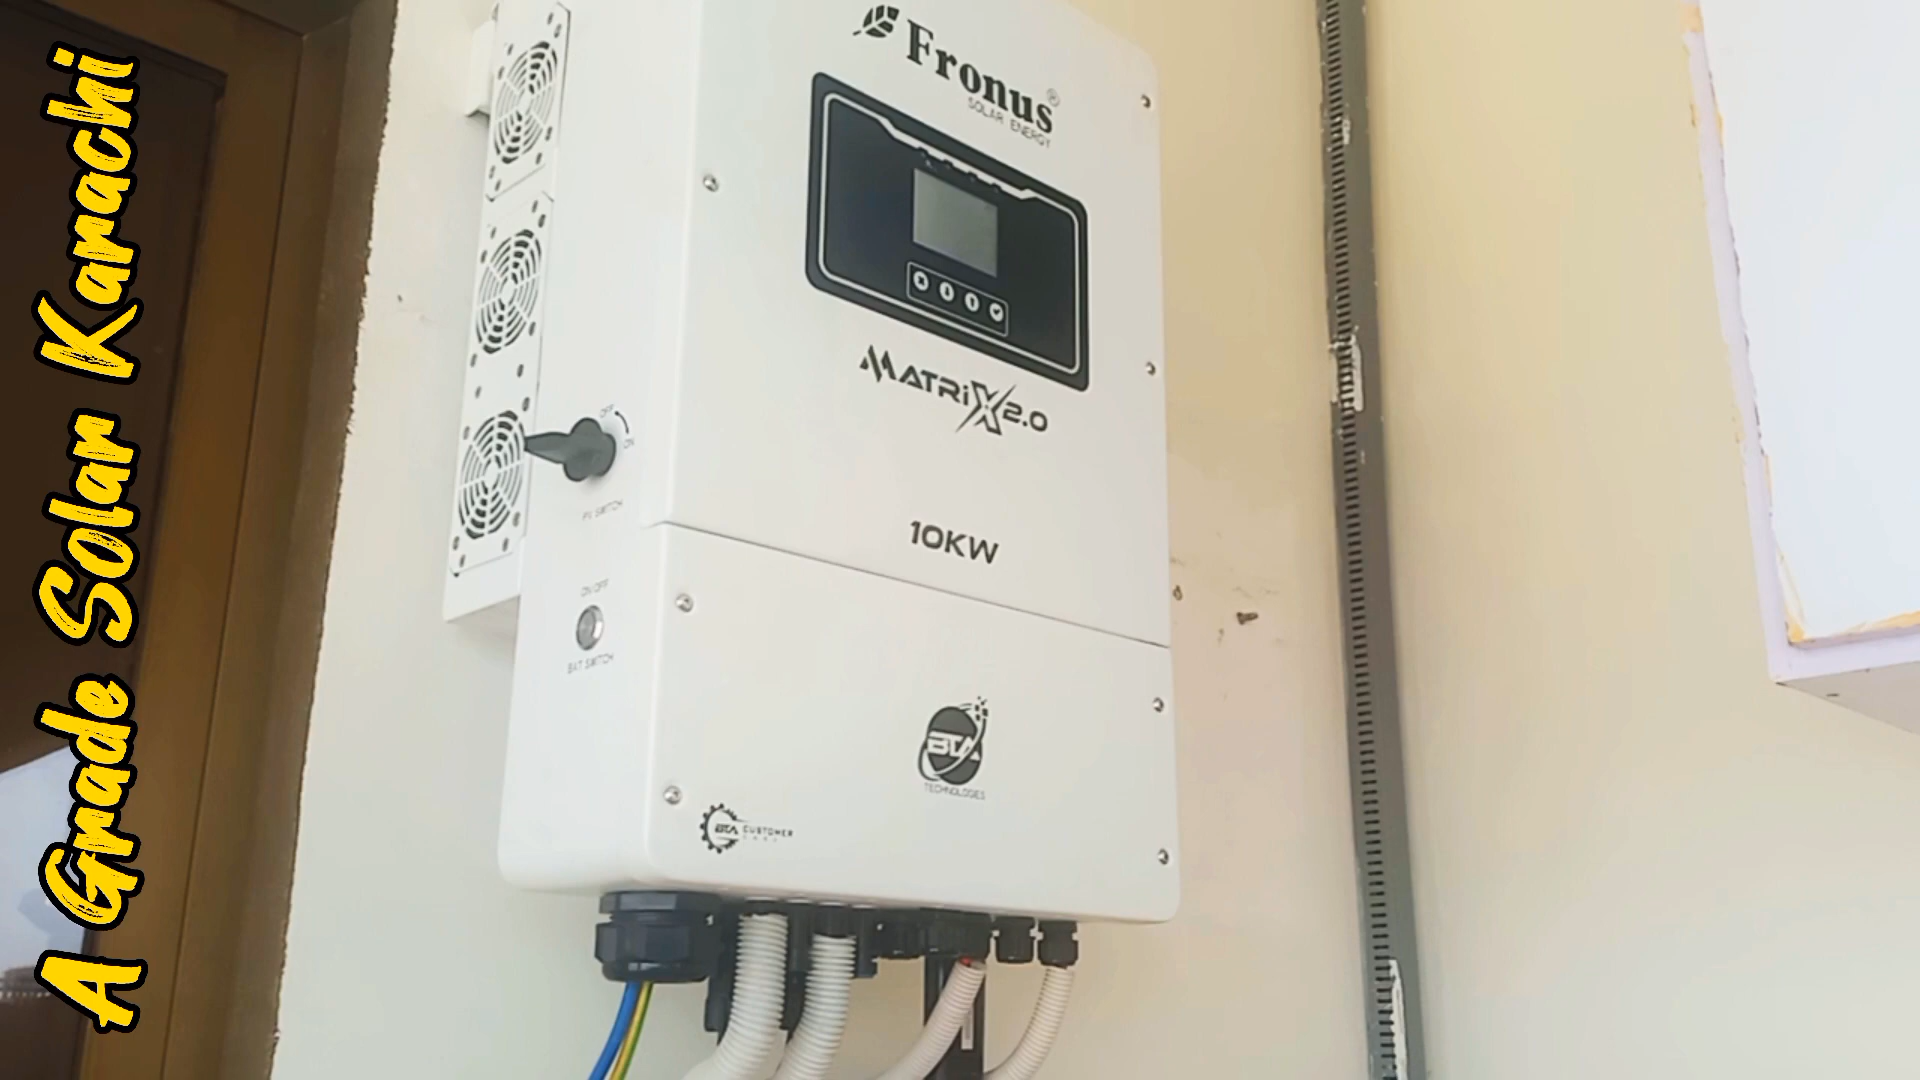 A Grade Solar Karachi
Fronus®
SOLAR ENERGY
MATRiX 2.0
10KW
OFF
ON
PV SWITCH
ON/OFF
BAT SWITCH
BTA
TECHNOLOGIES
BTA CUSTOMER
CARE